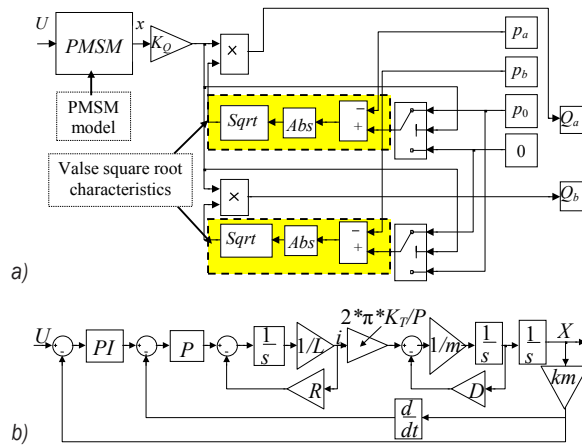 U
x
PMSM
K_Q
×
p_a
p_b
p_0
0
Q_a
PMSM
model
Sqrt
Abs
−
+
Valse square root
characteristics
×
Q_b
Sqrt
Abs
−
+
a)
U
-
PI
-
P
-
1/s
1/L
i
2*π*K_T/P
-
1/m
1/s
1/s
X
R
D
km
d/dt
b)